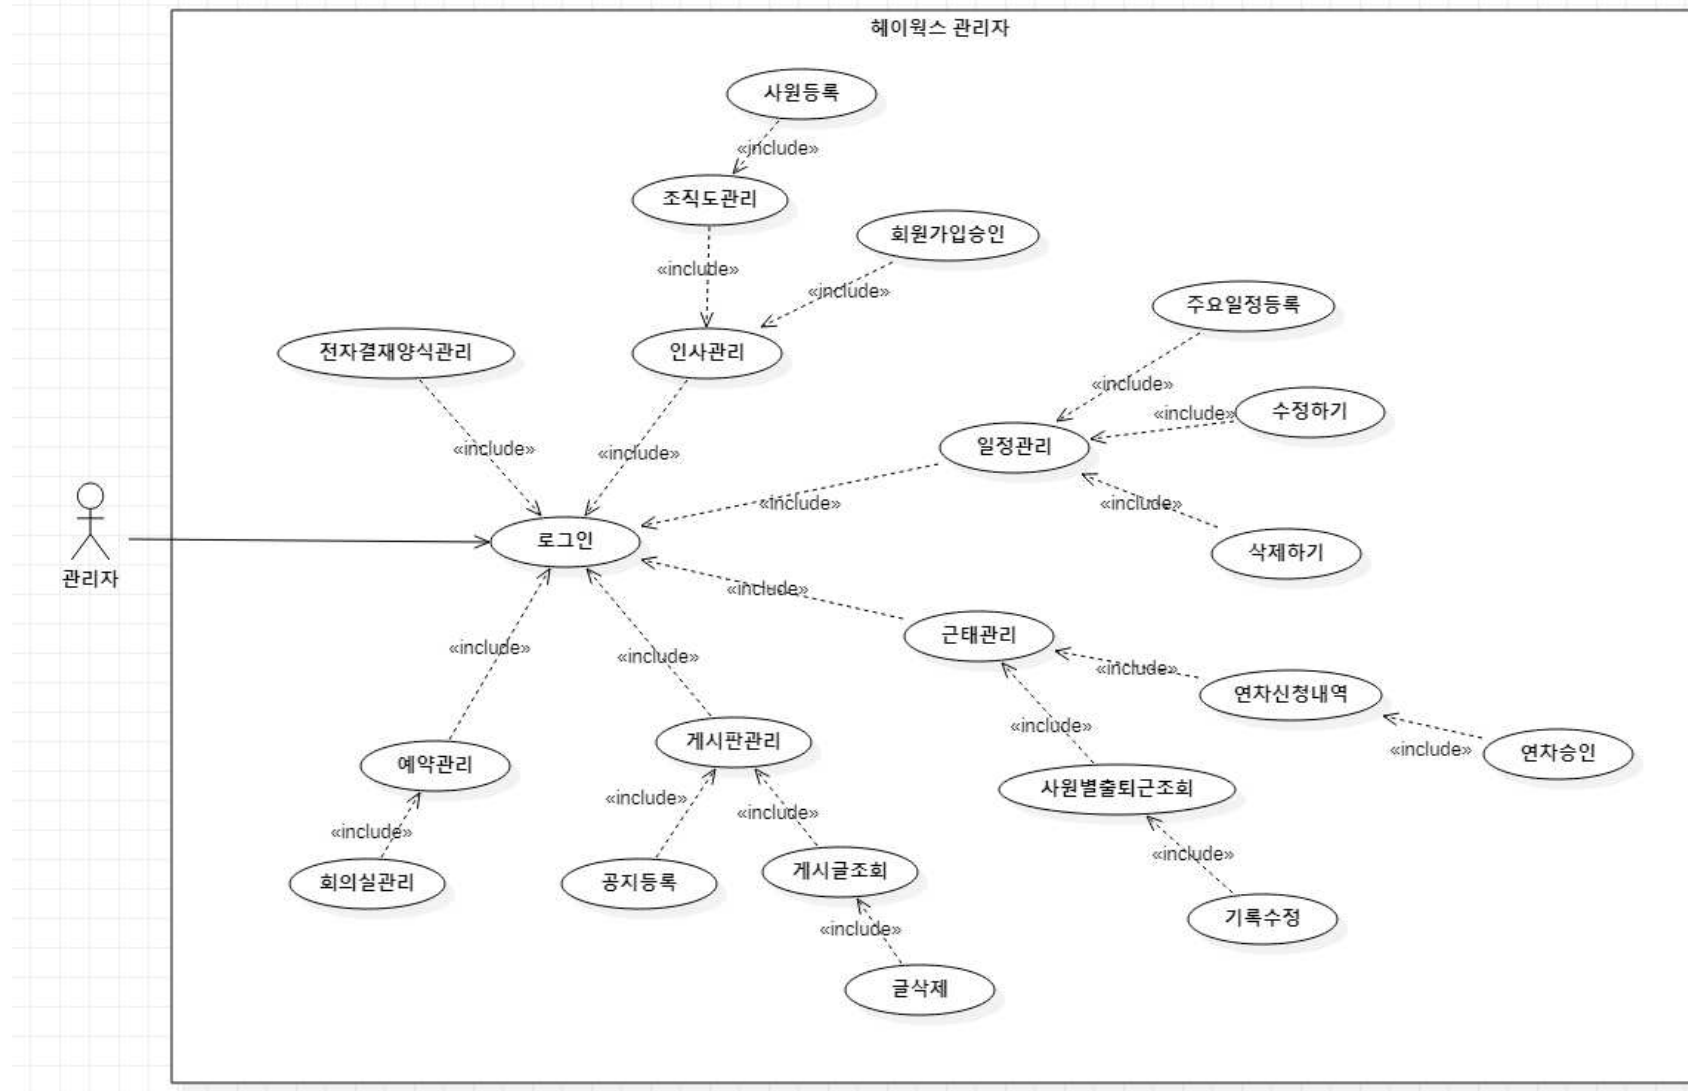 헤이웍스 관리자
사원등록
«include»
조직도관리
회원가입승인
«include»
«include»
주요일정등록
전자결재양식관리
인사관리
«include»
수정하기
«include»
일정관리
«include»
«include»
«include»
«include»
로그인
삭제하기
관리자
«include»
근태관리
«include»
«include»
«include»
연차신청내역
«include»
게시판관리
«include»
연차승인
예약관리
사원별출퇴근조회
«include»
«include»
«include»
«include»
회의실관리
공지등록
게시글조회
기록수정
«include»
글삭제